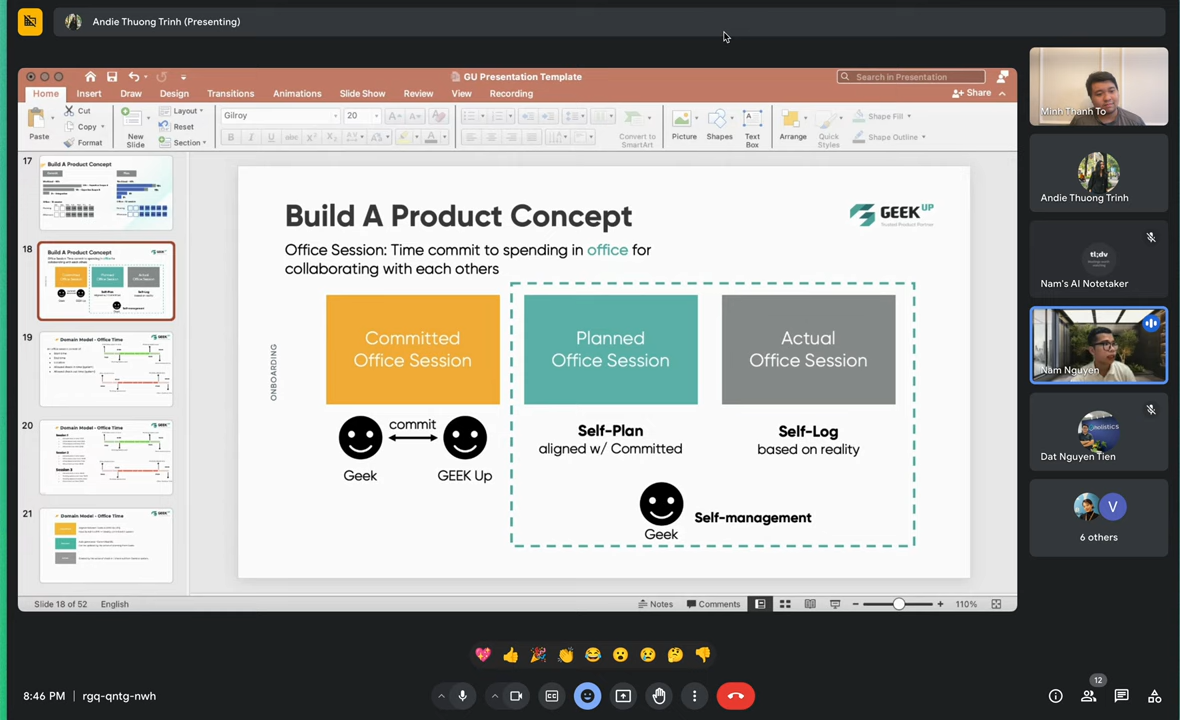 Andie Thuong Trinh (Presenting)
GU Presentation Template
Search in Presentation
Home Insert Draw Design Transitions Animations Slide Show Review View Recording
Share
Paste
Cut
Copy
Format
New
Slide
Layout
Reset
Section
Gilroy 20
Convert to
SmartArt
Picture
Shapes
Text
Box
Arrange
Quick
Styles
Shape Fill
Shape Outline
17
Build A Product Concept
18
Build A Product Concept
19
Domain Model - Office Time
20
Domain Model - Office Time
21
Domain Model - Office Time
Build A Product Concept
GEEK UP
Trusted Product Partner
Office Session: Time commit to spending in office for
collaborating with each others
ONBOARDING
Committed
Office Session
Planned
Office Session
Actual
Office Session
commit
Geek
GEEK Up
Self-Plan
aligned w/ Committed
Self-Log
based on reality
Self-management
Geek
Slide 18 of 52
English
Notes
Comments
110%
Minh Thanh To
Andie Thuong Trinh
tl;dv
Nam's AI Notetaker
Nam Nguyen
holistics
Dat Nguyen Tien
V
6 others
8:46 PM
rgq-qntg-nwh
12